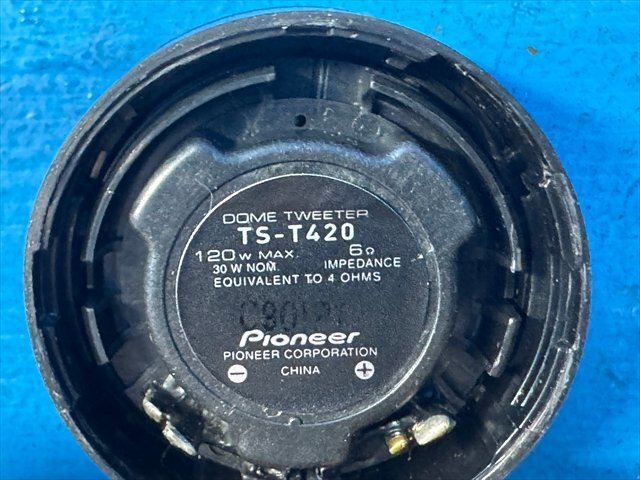 DOME TWEETER
TS-T420
120 W MAX. 6Ω
30 W NOM. IMPEDANCE
EQUIVALENT TO 4 OHMS
Pioneer
PIONEER CORPORATION
CHINA
− +